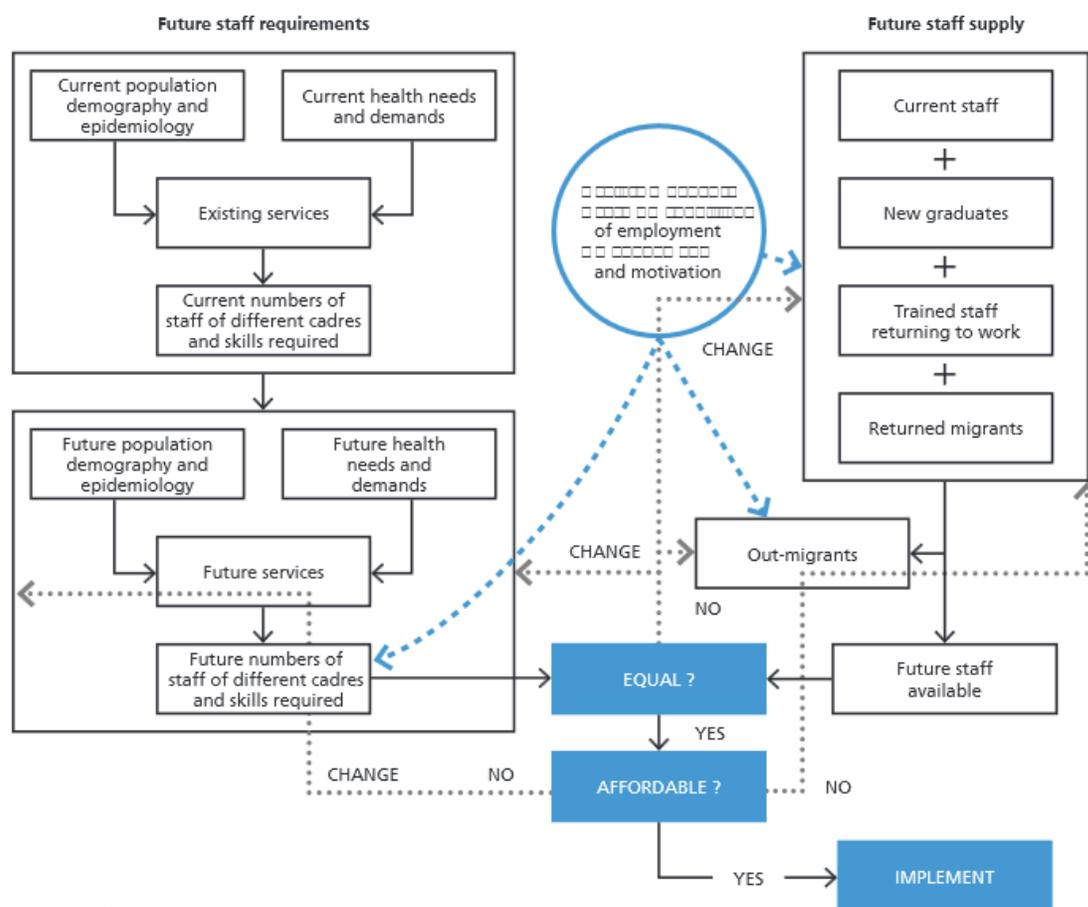 Future staff requirements
Future staff supply
Current population
demography and
epidemiology
Current health needs
and demands
Existing services
Current numbers of
staff of different cadres
and skills required
Future population
demography and
epidemiology
Future health
needs and
demands
Future services
Future numbers of
staff of different cadres
and skills required
of employment
and motivation
CHANGE
CHANGE
NO
EQUAL ?
YES
AFFORDABLE ?
CHANGE
NO
NO
YES
IMPLEMENT
Current staff
+
New graduates
+
Trained staff
returning to work
+
Returned migrants
Out-migrants
Future staff
available